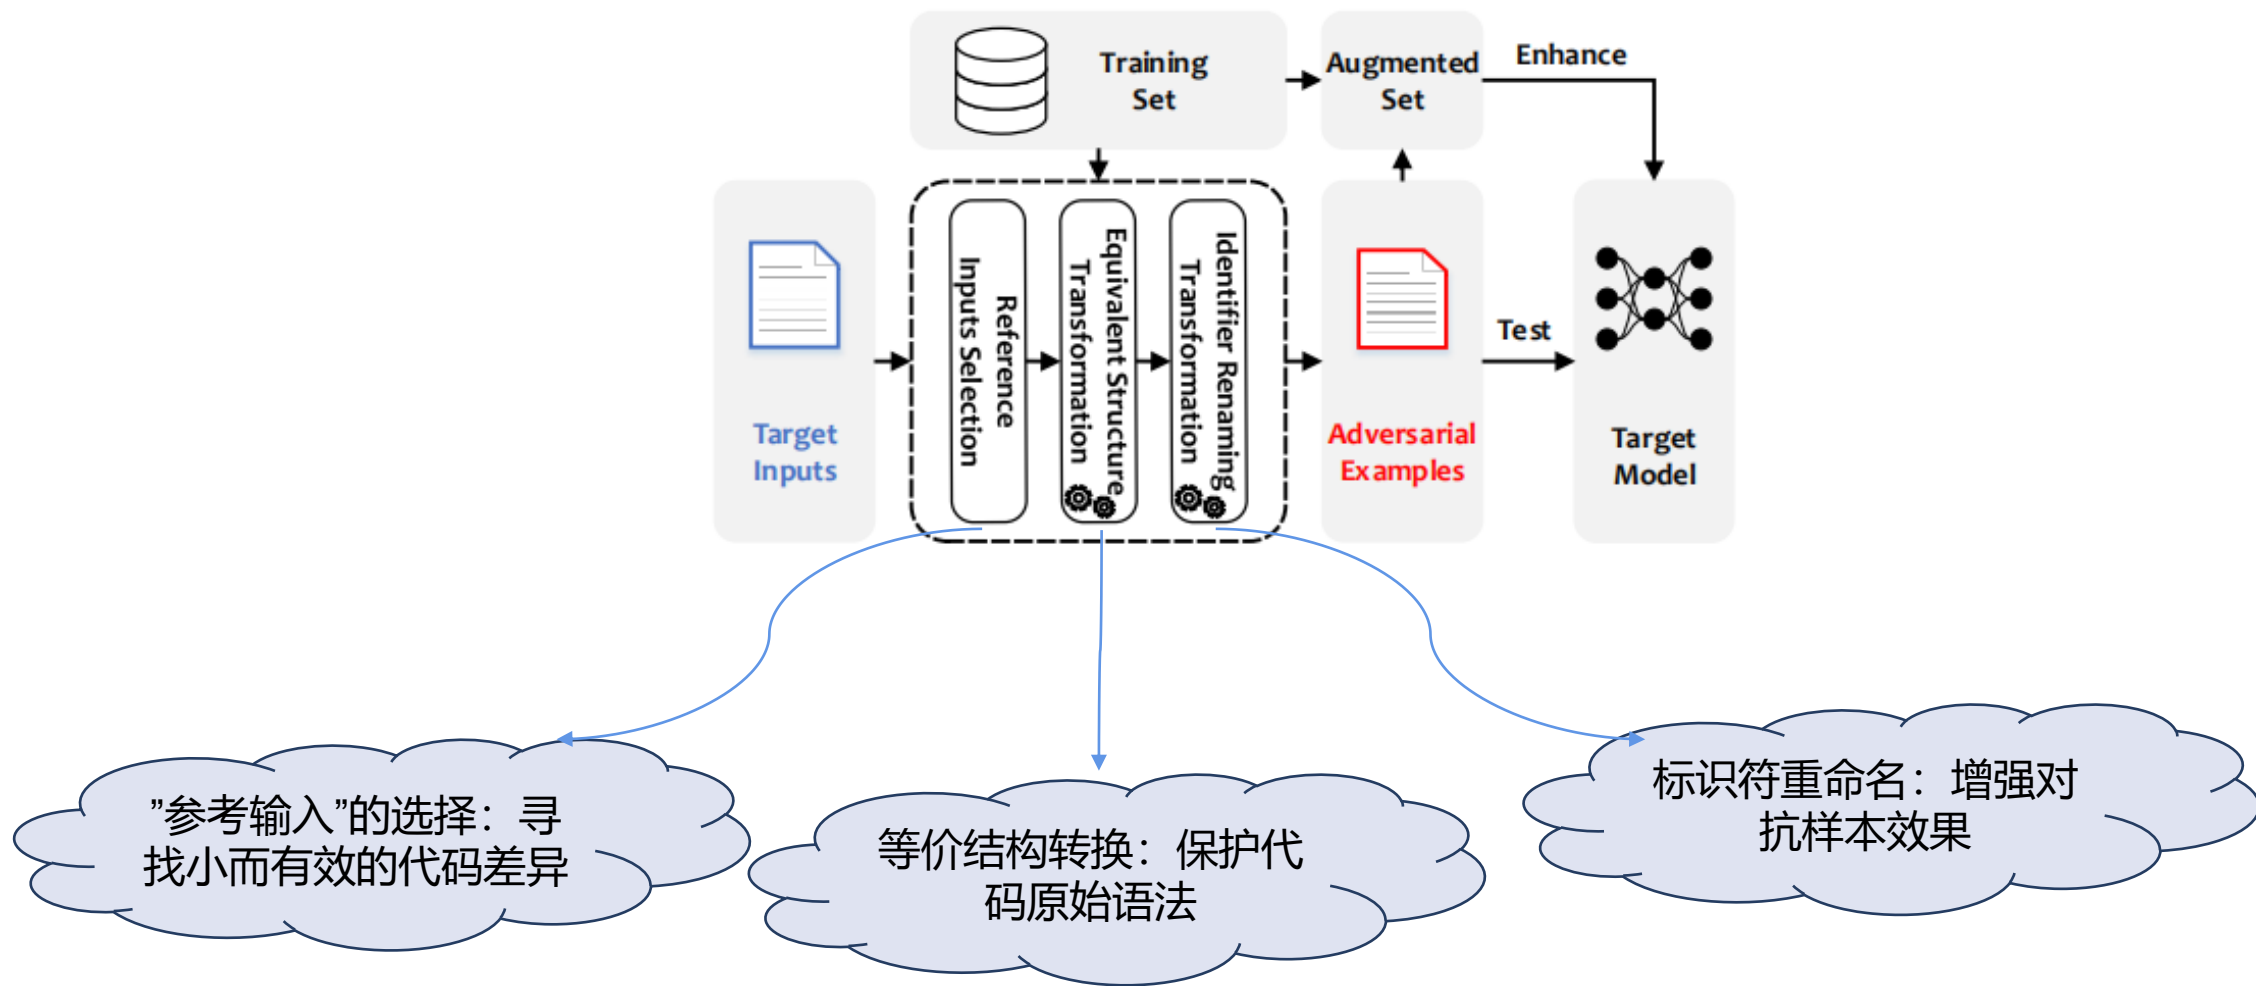 Training
Set
Augmented
Set
Enhance
Target
Inputs
Reference
Inputs Selection
Equivalent Structure
Transformation
Identifier Renaming
Transformation
Adversarial
Examples
Test
Target
Model
”参考输入”的选择：寻
找小而有效的代码差异
等价结构转换：保护代
码原始语法
标识符重命名：增强对
抗样本效果